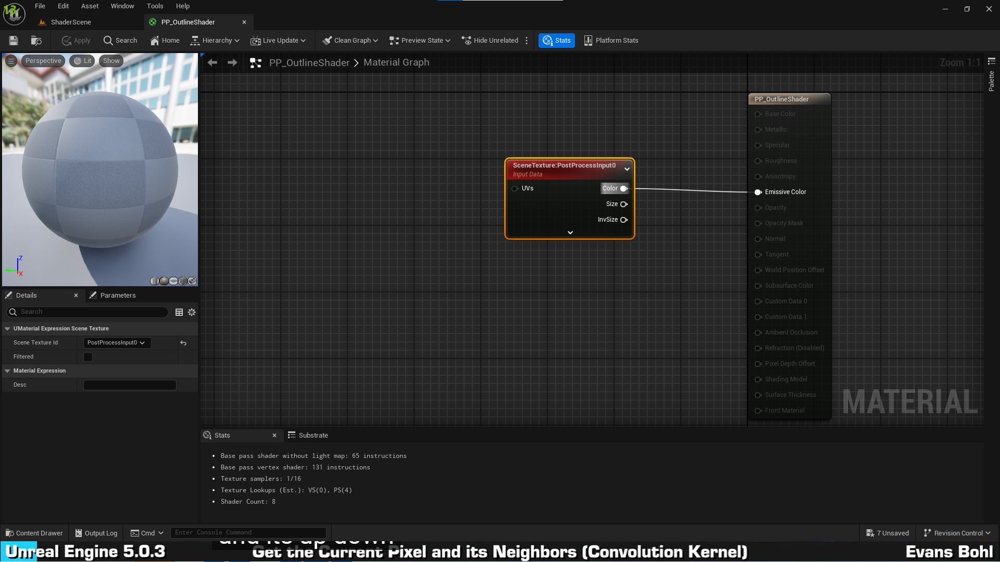 13
File
Edit
Asset
Window
Tools
Help
ShaderScene
PP_OutlineShader
Apply
Search
Home
Hierarchy
Live Update
Clean Graph
Preview State
Hide Unrelated
Stats
Platform Stats
Perspective
Lit
Show
PP_OutlineShader
Material Graph
Zoom 1:1
Palette
Z
Y
X
SceneTexture:PostProcessInput0
Input Data
UVs
Color
Size
InvSize
PP_OutlineShader
Base Color
Metallic
Specular
Roughness
Anisotropy
Emissive Color
Opacity
Opacity Mask
Normal
Tangent
World Position Offset
Subsurface Color
Custom Data 0
Custom Data 1
Ambient Occlusion
Refraction (Disabled)
Pixel Depth Offset
Shading Model
Surface Thickness
Front Material
MATERIAL
Details
Parameters
Search
UMaterial Expression Scene Texture
Scene Texture Id
PostProcessInput0
Filtered
Material Expression
Desc
Stats
Substrate
Base pass shader without light map: 65 instructions
Base pass vertex shader: 131 instructions
Texture samplers: 1/16
Texture Lookups (Est.): VS(0), PS(4)
Shader Count: 8
Content Drawer
Output Log
Cmd
Enter Console Command
7 Unsaved
Revision Control
and its up down
Unreal Engine 5.0.3
Get the Current Pixel and its Neighbors (Convolution Kernel)
Evans Bohl